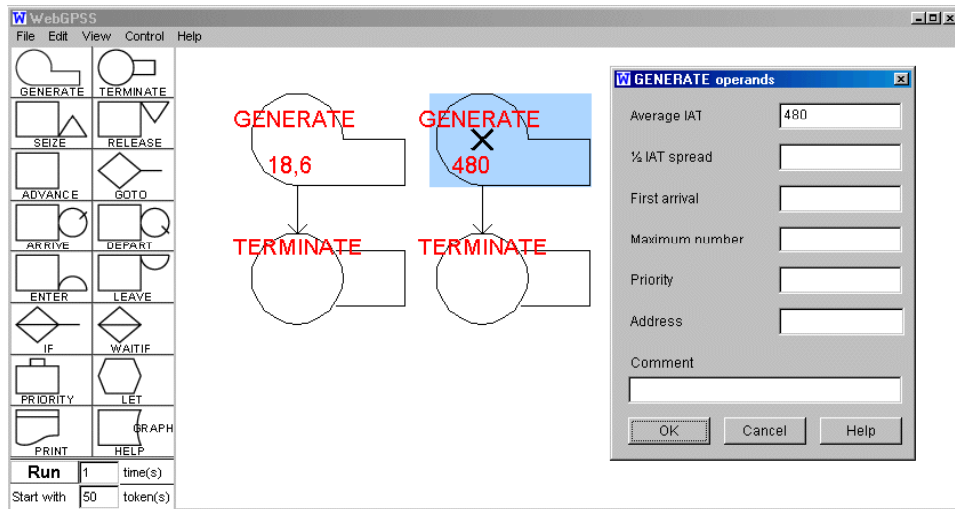 WebGPSS
File Edit View Control Help
GENERATE TERMINATE
SEIZE RELEASE
ADVANCE GOTO
ARRIVE DEPART
ENTER LEAVE
IF WAITIF
PRIORITY LET
PRINT GRAPH HELP
Run 1 time(s)
Start with 50 token(s)
GENERATE GENERATE
18,6 480
TERMINATE TERMINATE
GENERATE operands
Average IAT 480
½ IAT spread
First arrival
Maximum number
Priority
Address
Comment
OK Cancel Help